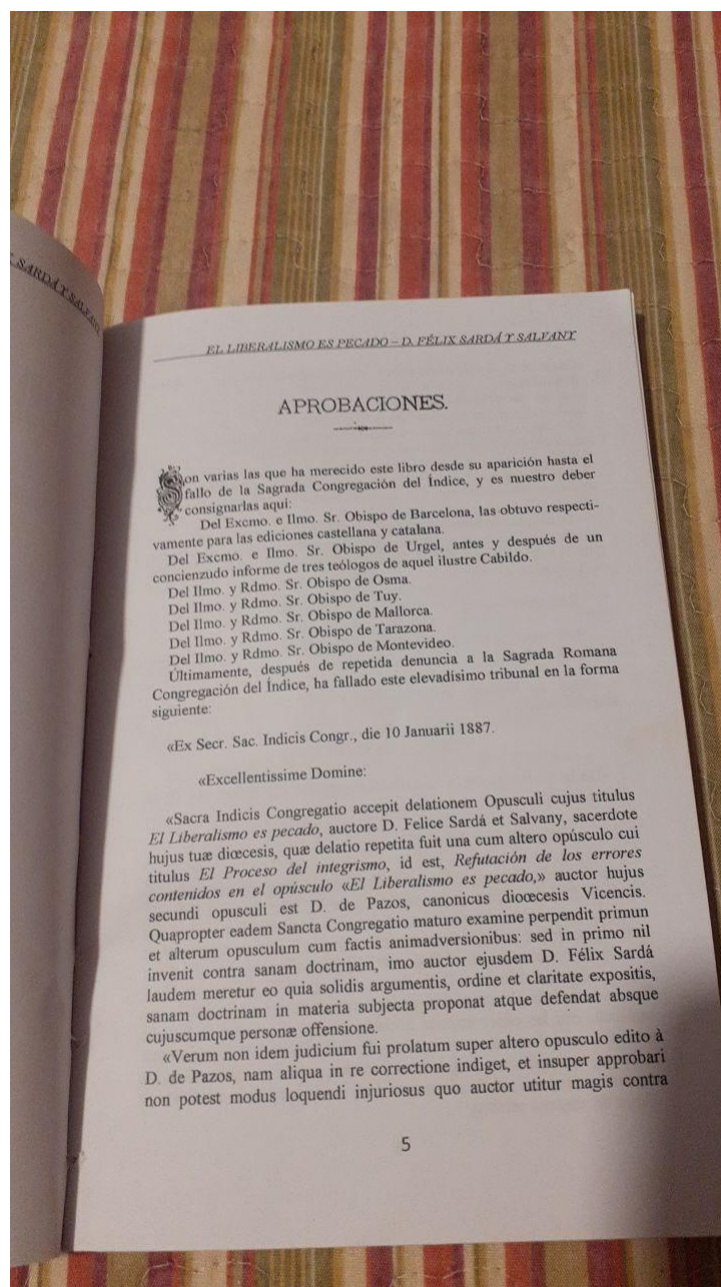 SARDÁ Y SALVANY
EL LIBERALISMO ES PECADO – D. FÉLIX SARDÁ Y SALVANY
APROBACIONES.
Son varias las que ha merecido este libro desde su aparición hasta el
fallo de la Sagrada Congregación del Índice, y es nuestro deber
consignarlas aquí:
Del Excmo. e Ilmo. Sr. Obispo de Barcelona, las obtuvo respecti-
vamente para las ediciones castellana y catalana.
Del Excmo. e Ilmo. Sr. Obispo de Urgel, antes y después de un
concienzudo informe de tres teólogos de aquel ilustre Cabildo.
Del Ilmo. y Rdmo. Sr. Obispo de Osma.
Del Ilmo. y Rdmo. Sr. Obispo de Tuy.
Del Ilmo. y Rdmo. Sr. Obispo de Mallorca.
Del Ilmo. y Rdmo. Sr. Obispo de Tarazona.
Del Ilmo. y Rdmo. Sr. Obispo de Montevideo.
Últimamente, después de repetida denuncia a la Sagrada Romana
Congregación del Índice, ha fallado este elevadísimo tribunal en la forma
siguiente:
«Ex Secr. Sac. Indicis Congr., die 10 Januarii 1887.
«Excellentissime Domine:
«Sacra Indicis Congregatio accepit delationem Opusculi cujus titulus
El Liberalismo es pecado, auctore D. Felice Sardá et Salvany, sacerdote
hujus tuæ diœcesis, quæ delatio repetita fuit una cum altero opúsculo cui
titulus El Proceso del integrismo, id est, Refutación de los errores
contenidos en el opúsculo «El Liberalismo es pecado,» auctor hujus
secundi opusculi est D. de Pazos, canonicus diœcesis Vicencis.
Quapropter eadem Sancta Congregatio maturo examine perpendit primun
et alterum opusculum cum factis animadversionibus: sed in primo nil
invenit contra sanam doctrinam, imo auctor ejusdem D. Félix Sardá
laudem meretur eo quia solidis argumentis, ordine et claritate expositis,
sanam doctrinam in materia subjecta proponat atque defendat absque
cujuscumque personæ offensione.
«Verum non idem judicium fui prolatum super altero opusculo edito à
D. de Pazos, nam aliqua in re correctione indiget, et insuper approbari
non potest modus loquendi injuriosus quo auctor utitur magis contra
5